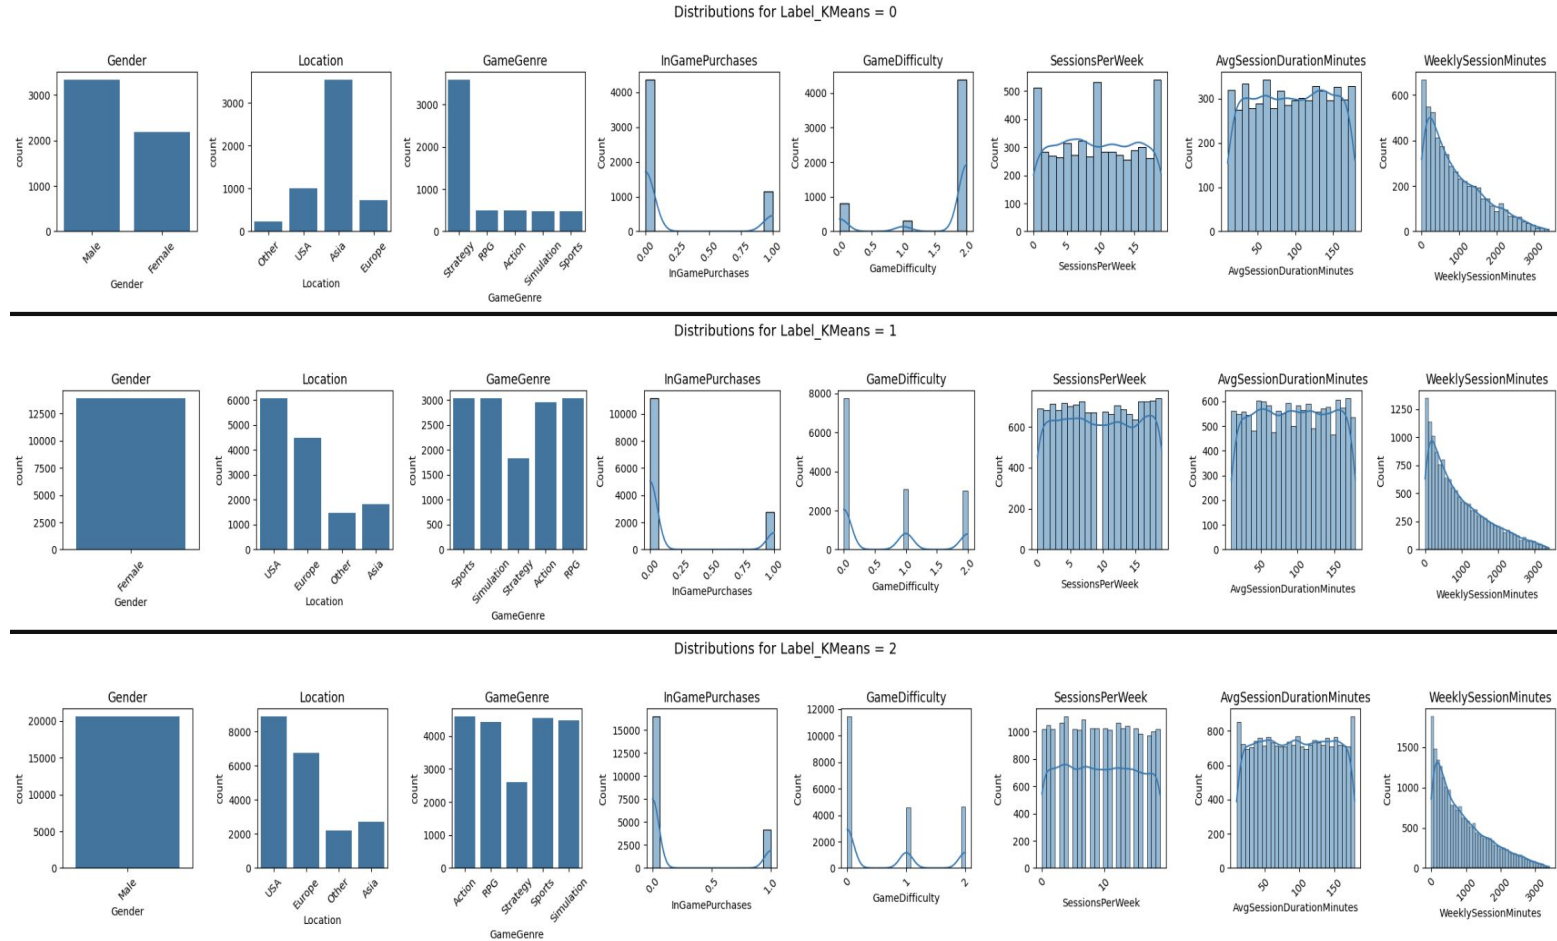 Distributions for Label_KMeans = 0
Gender
Location
GameGenre
InGamePurchases
GameDifficulty
SessionsPerWeek
AvgSessionDurationMinutes
WeeklySessionMinutes
count
3000
2000
1000
0
Male
Female
Gender
count
3000
2000
1000
0
Other
USA
Asia
Europe
Location
count
3000
2000
1000
0
Strategy
RPG
Action
Simulation
Sports
GameGenre
Count
4000
3000
2000
1000
0
0.00
0.25
0.50
0.75
1.00
InGamePurchases
Count
4000
3000
2000
1000
0
0.0
0.5
1.0
1.5
2.0
GameDifficulty
Count
500
400
300
200
100
0
0
5
10
15
SessionsPerWeek
Count
300
200
100
0
50
100
150
AvgSessionDurationMinutes
Count
600
400
200
0
0
1000
2000
3000
WeeklySessionMinutes
Distributions for Label_KMeans = 1
Gender
Location
GameGenre
InGamePurchases
GameDifficulty
SessionsPerWeek
AvgSessionDurationMinutes
WeeklySessionMinutes
count
12500
10000
7500
5000
2500
0
Female
Gender
count
6000
5000
4000
3000
2000
1000
0
USA
Europe
Other
Asia
Location
count
3000
2500
2000
1500
1000
500
0
Sports
Simulation
Strategy
Action
RPG
GameGenre
Count
10000
8000
6000
4000
2000
0
0.00
0.25
0.50
0.75
1.00
InGamePurchases
Count
8000
6000
4000
2000
0
0.0
0.5
1.0
1.5
2.0
GameDifficulty
Count
600
400
200
0
0
5
10
15
SessionsPerWeek
Count
600
500
400
300
200
100
0
50
100
150
AvgSessionDurationMinutes
Count
1250
1000
750
500
250
0
0
1000
2000
3000
WeeklySessionMinutes
Distributions for Label_KMeans = 2
Gender
Location
GameGenre
InGamePurchases
GameDifficulty
SessionsPerWeek
AvgSessionDurationMinutes
WeeklySessionMinutes
count
20000
15000
10000
5000
0
Male
Gender
count
8000
6000
4000
2000
0
USA
Europe
Other
Asia
Location
count
4000
3000
2000
1000
0
Action
RPG
Strategy
Sports
Simulation
GameGenre
Count
15000
12500
10000
7500
5000
2500
0
0.0
0.5
1.0
InGamePurchases
Count
12000
10000
8000
6000
4000
2000
0
0
1
2
GameDifficulty
Count
1000
800
600
400
200
0
0
10
SessionsPerWeek
Count
800
600
400
200
0
50
100
150
AvgSessionDurationMinutes
Count
1500
1000
500
0
0
1000
2000
3000
WeeklySessionMinutes